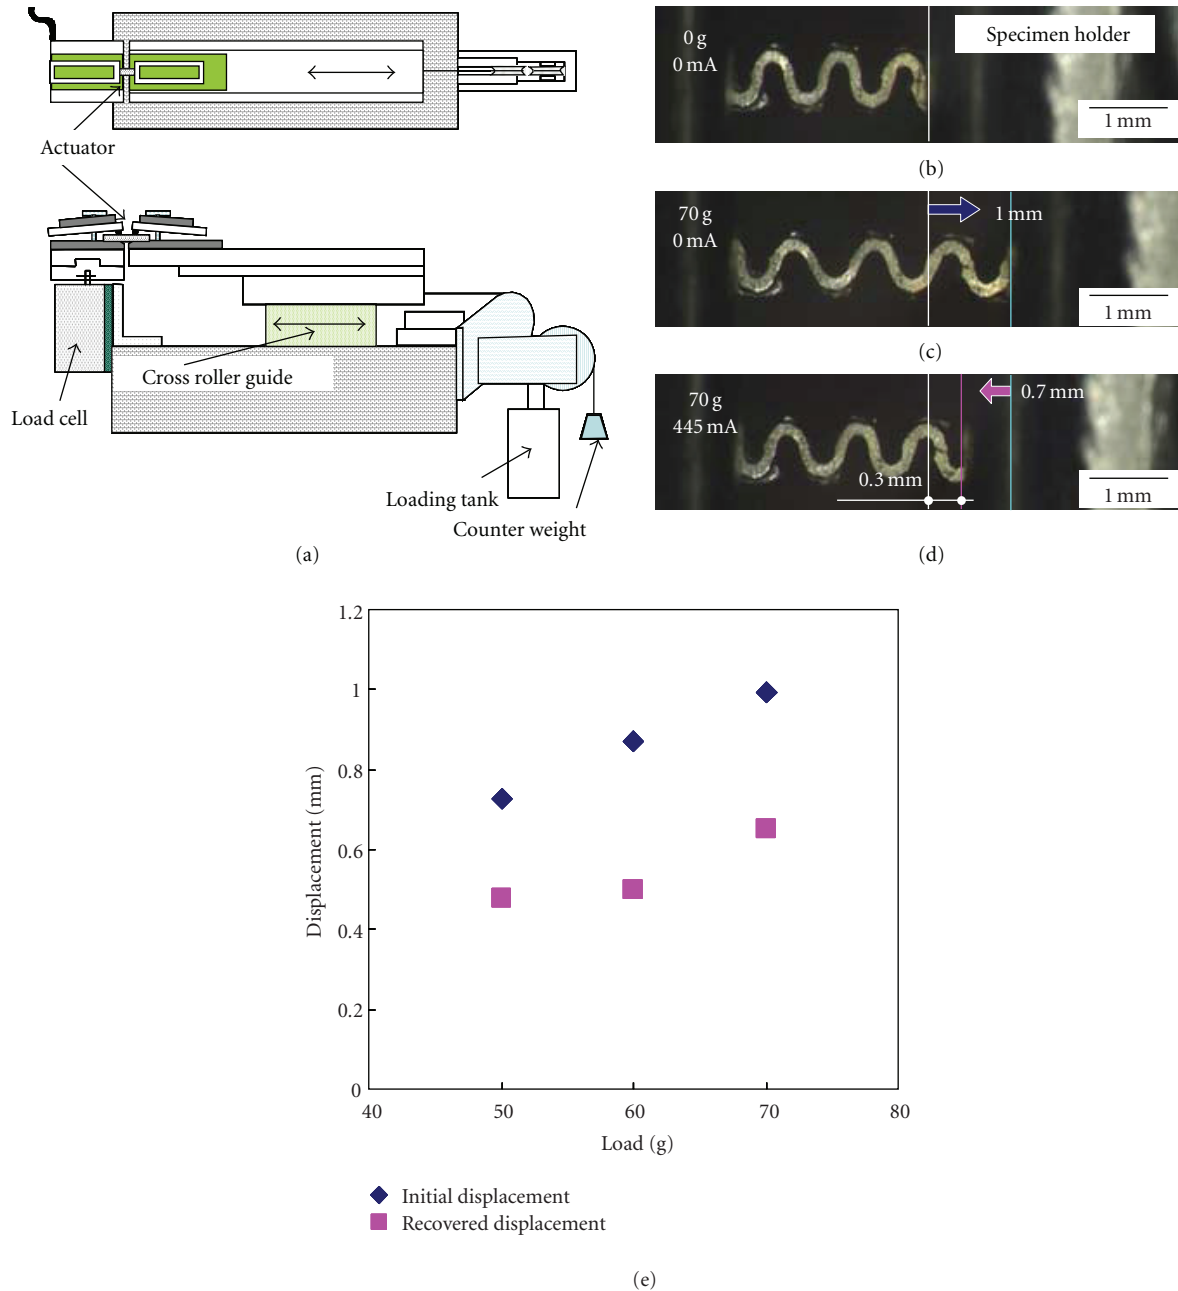 Actuator
Load cell
Cross roller guide
Loading tank
Counter weight
(a)
0 g
0 mA
Specimen holder
1 mm
(b)
70 g
0 mA
1 mm
1 mm
(c)
70 g
445 mA
0.7 mm
0.3 mm
1 mm
(d)
1.2
1
0.8
0.6
0.4
0.2
0
Displacement (mm)
40
50
60
70
80
Load (g)
Initial displacement
Recovered displacement
(e)